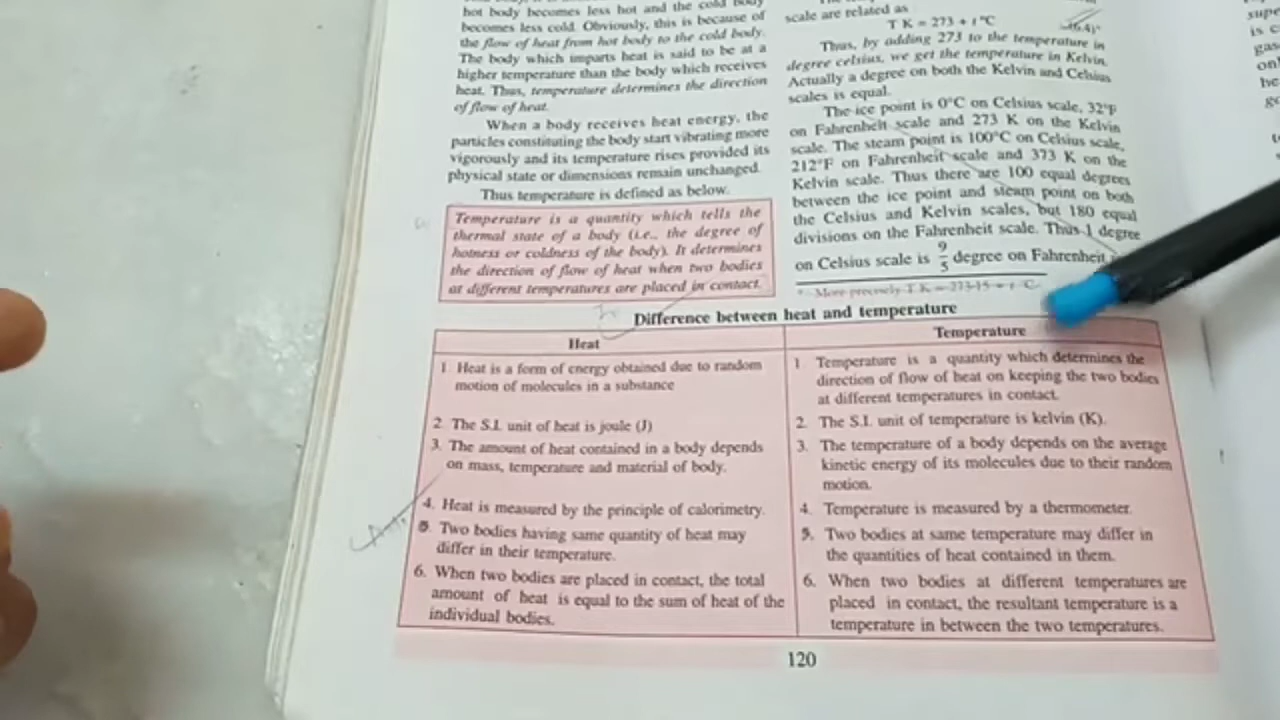 hot body becomes less hot and the cold body
becomes less cold. Obviously, this is because of
the flow of heat from hot body to the cold body.
The body which imparts heat is said to be at a
higher temperature than the body which receives
heat. Thus, temperature determines the direction
of flow of heat.
When a body receives heat energy, the
particles constituting the body start vibrating more
vigorously and its temperature rises provided its
physical state or dimensions remain unchanged.
Thus temperature is defined as below.
Temperature is a quantity which tells the
thermal state of a body (i.e., the degree of
hotness or coldness of the body). It determines
the direction of flow of heat when two bodies
at different temperatures are placed in contact.
scale are related as
T K = 273 + t °C
Thus, by adding 273 to the temperature in
degree celsius, we get the temperature in Kelvin.
Actually a degree on both the Kelvin and Celsius
scales is equal.
The ice point is 0°C on Celsius scale, 32°F
on Fahrenheit scale and 273 K on the Kelvin
scale. The steam point is 100°C on Celsius scale,
212°F on Fahrenheit scale and 373 K on the
Kelvin scale. Thus there are 100 equal degrees
between the ice point and steam point on both
the Celsius and Kelvin scales, but 180 equal
divisions on the Fahrenheit scale. Thus 1 degree
on Celsius scale is 9/5 degree on Fahrenheit
* More precisely T K = 273·15 + t °C
Difference between heat and temperature
Heat
1. Heat is a form of energy obtained due to random
motion of molecules in a substance
2. The S.I. unit of heat is joule (J)
3. The amount of heat contained in a body depends
on mass, temperature and material of body.
4. Heat is measured by the principle of calorimetry.
5. Two bodies having same quantity of heat may
differ in their temperature.
6. When two bodies are placed in contact, the total
amount of heat is equal to the sum of heat of the
individual bodies.
Temperature
1 Temperature is a quantity which determines the
direction of flow of heat on keeping the two bodies
at different temperatures in contact.
2. The S.I. unit of temperature is kelvin (K).
3. The temperature of a body depends on the average
kinetic energy of its molecules due to their random
motion.
4. Temperature is measured by a thermometer.
5. Two bodies at same temperature may differ in
the quantities of heat contained in them.
6. When two bodies at different temperatures are
placed in contact, the resultant temperature is a
temperature in between the two temperatures.
120